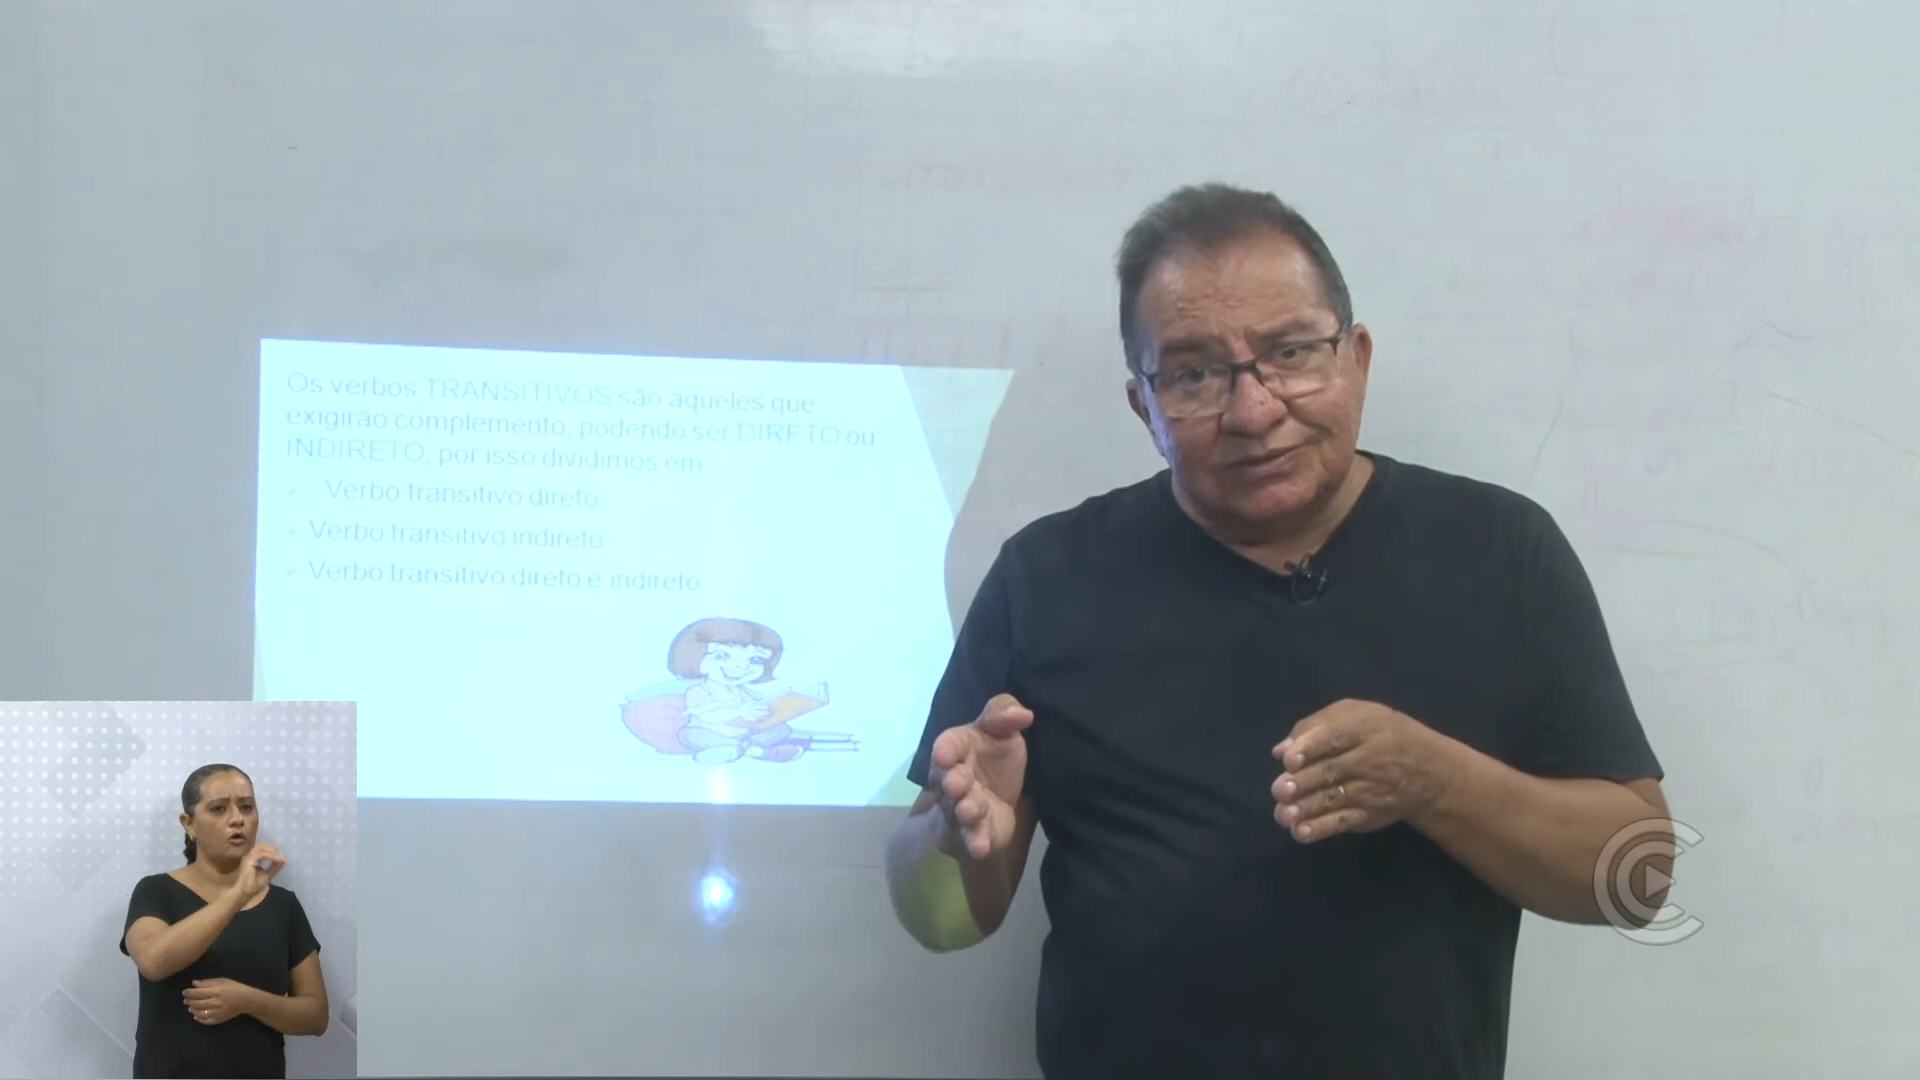 Os verbos TRANSITIVOS são aqueles que
exigirão complemento, podendo ser DIRETO ou
INDIRETO, por isso dividimos em:
Verbo transitivo direto
Verbo transitivo indireto
Verbo transitivo direto e indireto